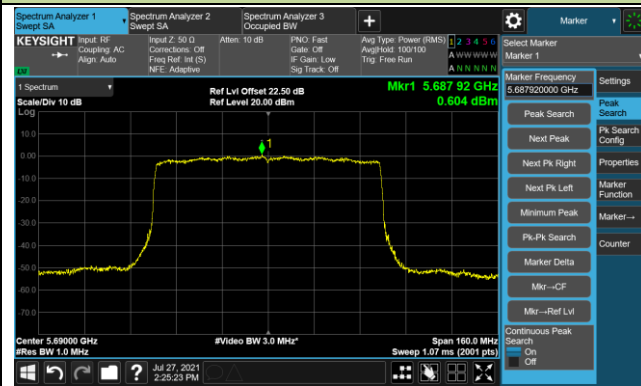 Spectrum Analyzer 1
Swept SA
Spectrum Analyzer 2
Swept SA
Spectrum Analyzer 3
Occupied BW
Marker
KEYSIGHT
Input: RF
Coupling: AC
Align: Auto
Input Z: 50 Ω
Corrections: Off
Freq Ref: Int (S)
NFE: Adaptive
Atten: 10 dB
PNO: Fast
Gate: Off
IF Gain: Low
Sig Track: Off
Avg Type: Power (RMS)
Avg|Hold: 100/100
Trig: Free Run
1 2 3 4 5 6
A W W W W W
A N N N N N
LXI
1 Spectrum
Scale/Div 10 dB
Ref Lvl Offset 22.50 dB
Ref Level 20.00 dBm
Mkr1 5.687 92 GHz
0.604 dBm
Log
10.0
0.00
-10.0
-20.0
-30.0
-40.0
-50.0
-60.0
-70.0
1
Center 5.69000 GHz
#Res BW 1.0 MHz
#Video BW 3.0 MHz*
Span 160.0 MHz
Sweep 1.07 ms (2001 pts)
Jul 27, 2021
2:25:23 PM
Select Marker
Marker 1
Marker Frequency
5.687920000 GHz
Peak Search
Next Peak
Next Pk Right
Next Pk Left
Minimum Peak
Pk-Pk Search
Marker Delta
Mkr→CF
Mkr→Ref Lvl
Continuous Peak
Search
On
Off
Settings
Peak
Search
Pk Search
Config
Properties
Marker
Function
Marker→
Counter